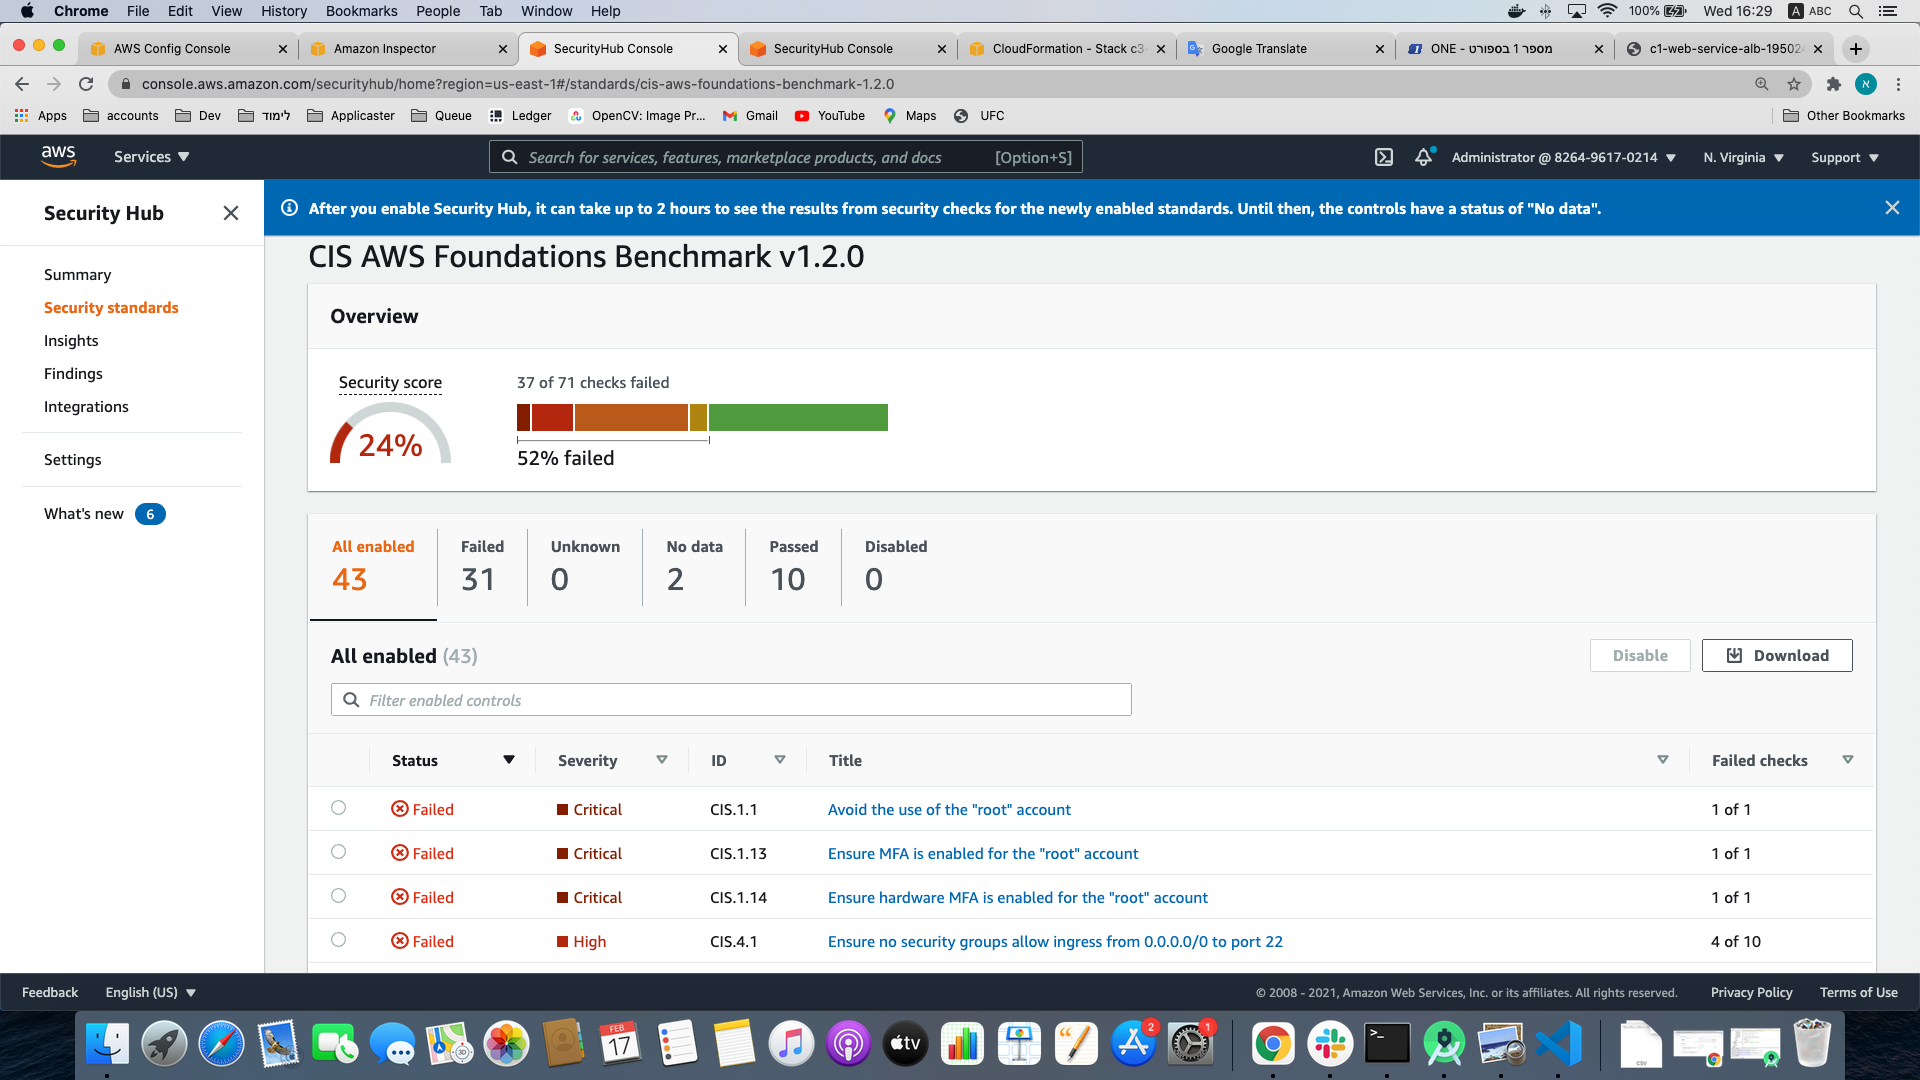 Chrome File Edit View History Bookmarks People Tab Window Help 100% Wed 16:29 A ABC
AWS Config Console Amazon Inspector SecurityHub Console SecurityHub Console CloudFormation - Stack c3 Google Translate ONE - מספר 1 בספורט c1-web-service-alb-19502
console.aws.amazon.com/securityhub/home?region=us-east-1#/standards/cis-aws-foundations-benchmark-1.2.0 א
Apps accounts Dev לימוד Applicaster Queue Ledger OpenCV: Image Pr... Gmail YouTube Maps UFC Other Bookmarks
aws Services Search for services, features, marketplace products, and docs [Option+S] Administrator @ 8264-9617-0214 N. Virginia Support
Security Hub
After you enable Security Hub, it can take up to 2 hours to see the results from security checks for the newly enabled standards. Until then, the controls have a status of "No data".
Summary
Security standards
Insights
Findings
Integrations
Settings
What's new 6
CIS AWS Foundations Benchmark v1.2.0
Overview
Security score
24%
37 of 71 checks failed
52% failed
All enabled Failed Unknown No data Passed Disabled
43 31 0 2 10 0
All enabled (43)
Disable Download
Filter enabled controls
Status Severity ID Title Failed checks
Failed Critical CIS.1.1 Avoid the use of the "root" account 1 of 1
Failed Critical CIS.1.13 Ensure MFA is enabled for the "root" account 1 of 1
Failed Critical CIS.1.14 Ensure hardware MFA is enabled for the "root" account 1 of 1
Failed High CIS.4.1 Ensure no security groups allow ingress from 0.0.0.0/0 to port 22 4 of 10
Feedback English (US) © 2008 - 2021, Amazon Web Services, Inc. or its affiliates. All rights reserved. Privacy Policy Terms of Use
FEB
17
tv
2
1
>_
CSV